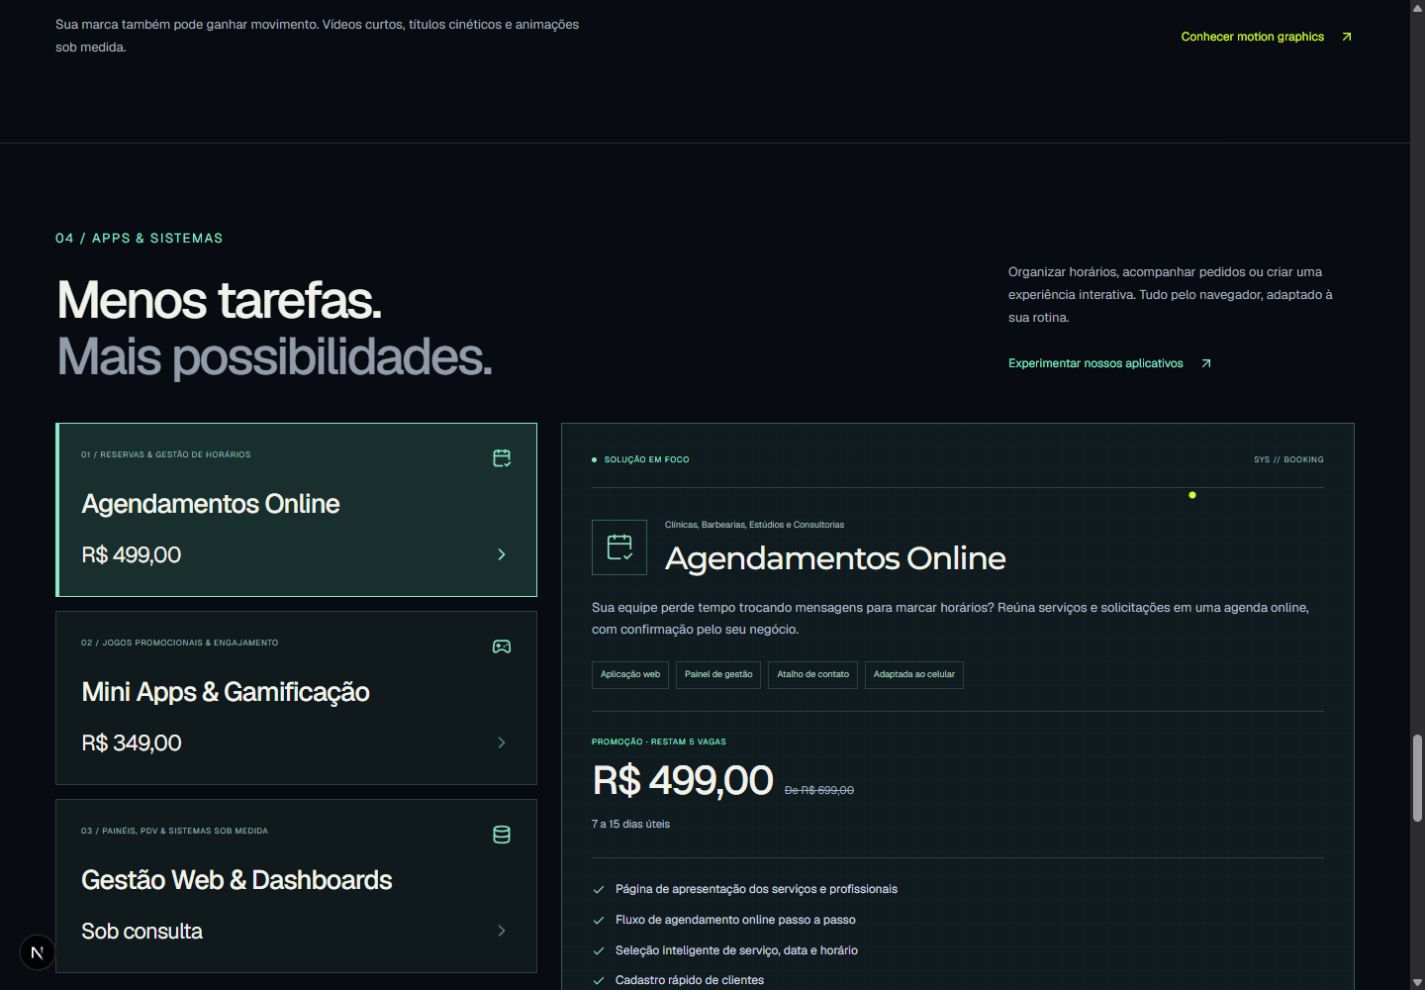 Sua marca também pode ganhar movimento. Vídeos curtos, títulos cinéticos e animações
sob medida.
Conhecer motion graphics
04 / APPS & SISTEMAS
Menos tarefas.
Mais possibilidades.
Organizar horários, acompanhar pedidos ou criar uma
experiência interativa. Tudo pelo navegador, adaptado à
sua rotina.
Experimentar nossos aplicativos
01 / RESERVAS & GESTÃO DE HORÁRIOS
Agendamentos Online
R$ 499,00
02 / JOGOS PROMOCIONAIS & ENGAJAMENTO
Mini Apps & Gamificação
R$ 349,00
03 / PAINÉIS, PDV & SISTEMAS SOB MEDIDA
Gestão Web & Dashboards
Sob consulta
N
SOLUÇÃO EM FOCO
SYS // BOOKING
Clínicas, Barbearias, Estúdios e Consultorias
Agendamentos Online
Sua equipe perde tempo trocando mensagens para marcar horários? Reúna serviços e solicitações em uma agenda online,
com confirmação pelo seu negócio.
Aplicação web
Painel de gestão
Atalho de contato
Adaptada ao celular
PROMOÇÃO · RESTAM 5 VAGAS
R$ 499,00 De R$ 699,00
7 a 15 dias úteis
Página de apresentação dos serviços e profissionais
Fluxo de agendamento online passo a passo
Seleção inteligente de serviço, data e horário
Cadastro rápido de clientes